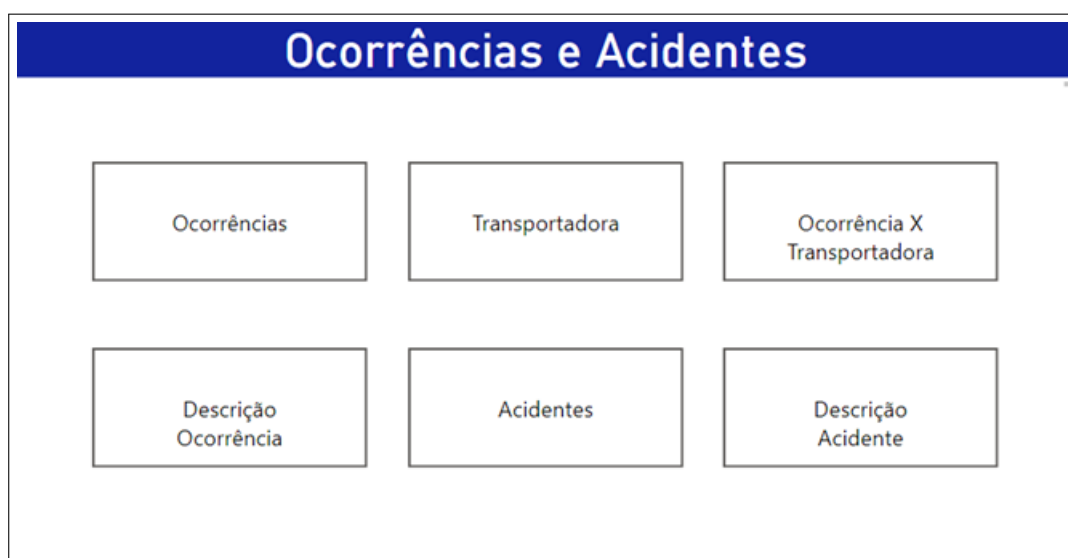 Ocorrências e Acidentes
Ocorrências
Transportadora
Ocorrência X
Transportadora
Descrição
Ocorrência
Acidentes
Descrição
Acidente